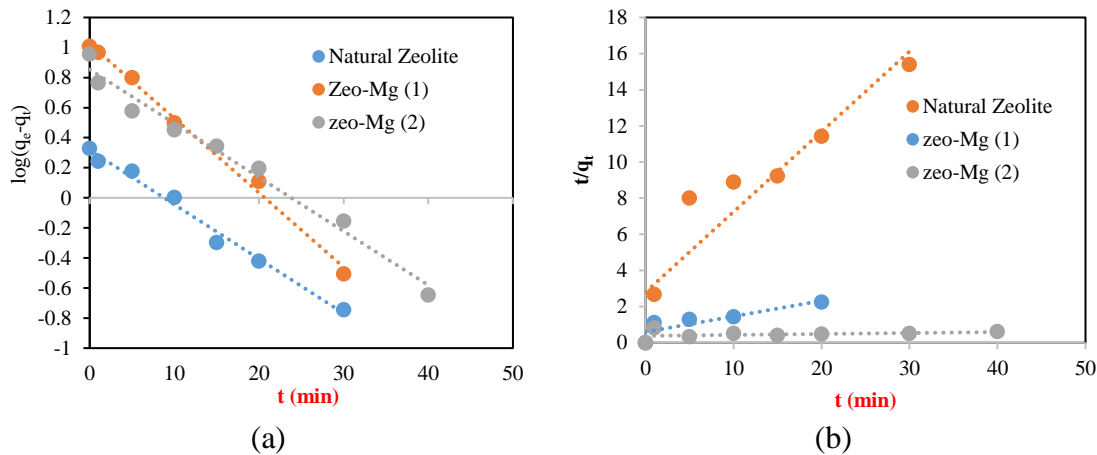 1.2
1
0.8
0.6
0.4
0.2
0
-0.2
-0.4
-0.6
-0.8
-1
log(qe-qt)
Natural Zeolite
Zeo-Mg (1)
zeo-Mg (2)
0 10 20 30 40 50
t (min)
(a)
18
16
14
12
10
8
6
4
2
0
t/qt
Natural Zeolite
zeo-Mg (1)
zeo-Mg (2)
0 10 20 30 40 50
t (min)
(b)